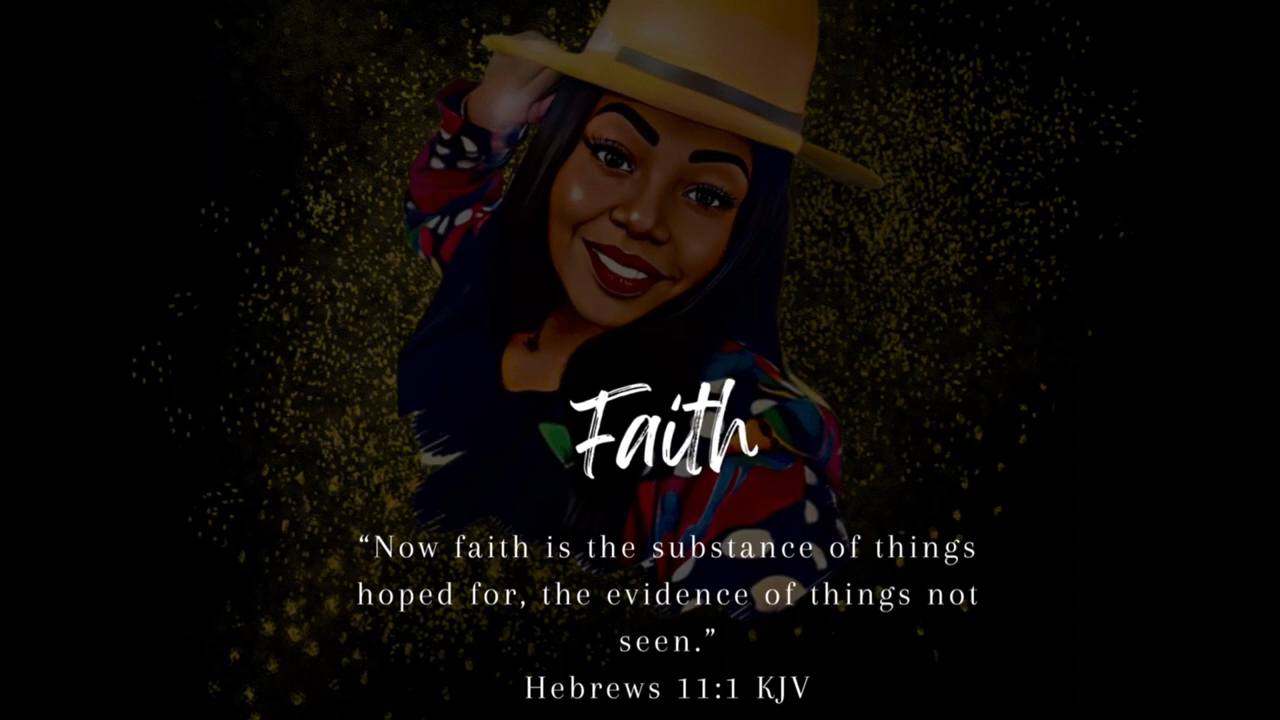 Faith
“Now faith is the substance of things
hoped for, the evidence of things not
seen.”
Hebrews 11:1 KJV